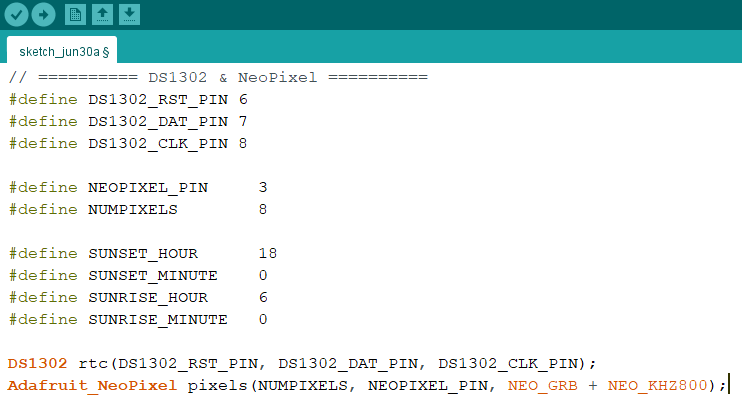 sketch_jun30a §
// ========== DS1302 & NeoPixel ==========
#define DS1302_RST_PIN 6
#define DS1302_DAT_PIN 7
#define DS1302_CLK_PIN 8
#define NEOPIXEL_PIN     3
#define NUMPIXELS        8
#define SUNSET_HOUR      18
#define SUNSET_MINUTE    0
#define SUNRISE_HOUR     6
#define SUNRISE_MINUTE   0
DS1302 rtc(DS1302_RST_PIN, DS1302_DAT_PIN, DS1302_CLK_PIN);
Adafruit_NeoPixel pixels(NUMPIXELS, NEOPIXEL_PIN, NEO_GRB + NEO_KHZ800);